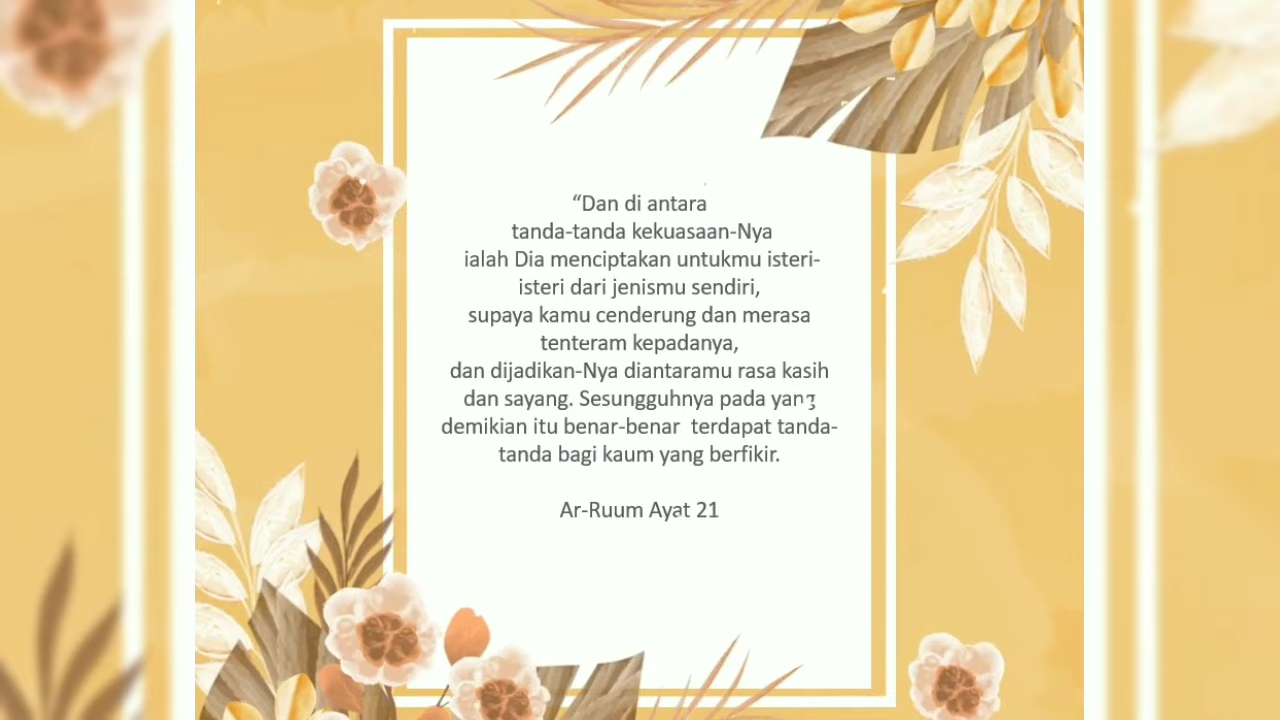 “Dan di antara
tanda-tanda kekuasaan-Nya
ialah Dia menciptakan untukmu isteri-
isteri dari jenismu sendiri,
supaya kamu cenderung dan merasa
tenteram kepadanya,
dan dijadikan-Nya diantaramu rasa kasih
dan sayang. Sesungguhnya pada yang
demikian itu benar-benar terdapat tanda-
tanda bagi kaum yang berfikir.
Ar-Ruum Ayat 21